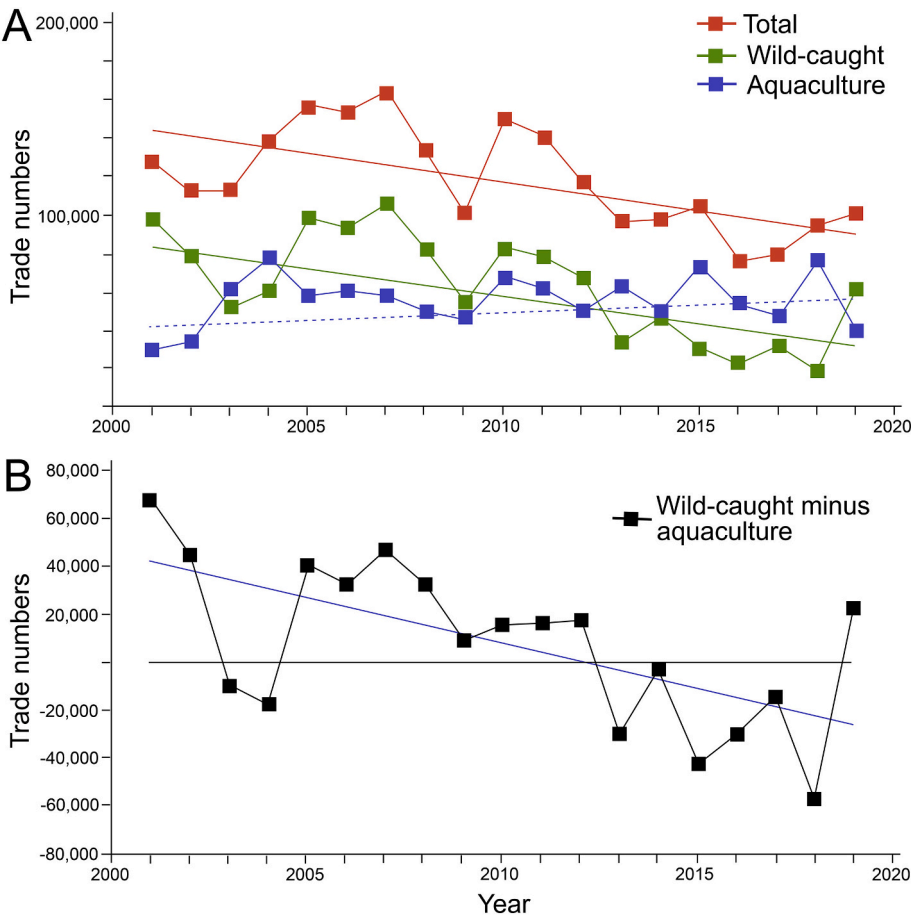 A
200,000
Total
Wild-caught
Aquaculture
Trade numbers
100,000
2000 2005 2010 2015 2020
B
80,000
Wild-caught minus
aquaculture
60,000
40,000
20,000
Trade numbers
-20,000
-40,000
-60,000
-80,000
2000 2005 2010 2015 2020
Year